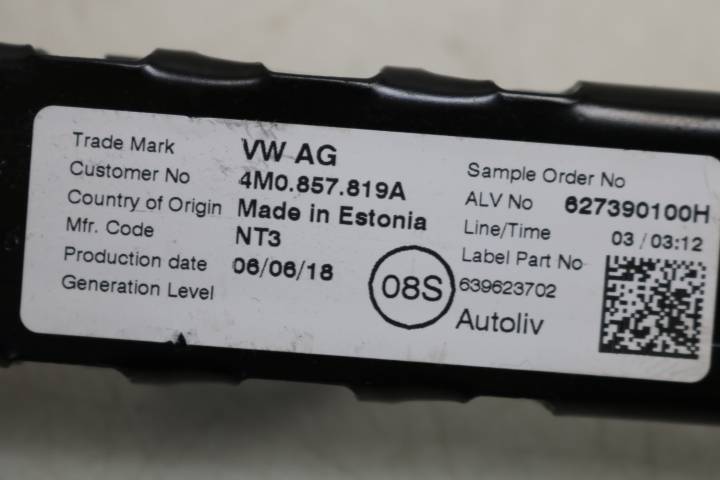 Trade Mark VW AG
Customer No 4M0.857.819A
Country of Origin Made in Estonia
Mfr. Code NT3
Production date 06/06/18
Generation Level
08S
Sample Order No
ALV No 627390100H
Line/Time 03 / 03:12
Label Part No
639623702
Autoliv